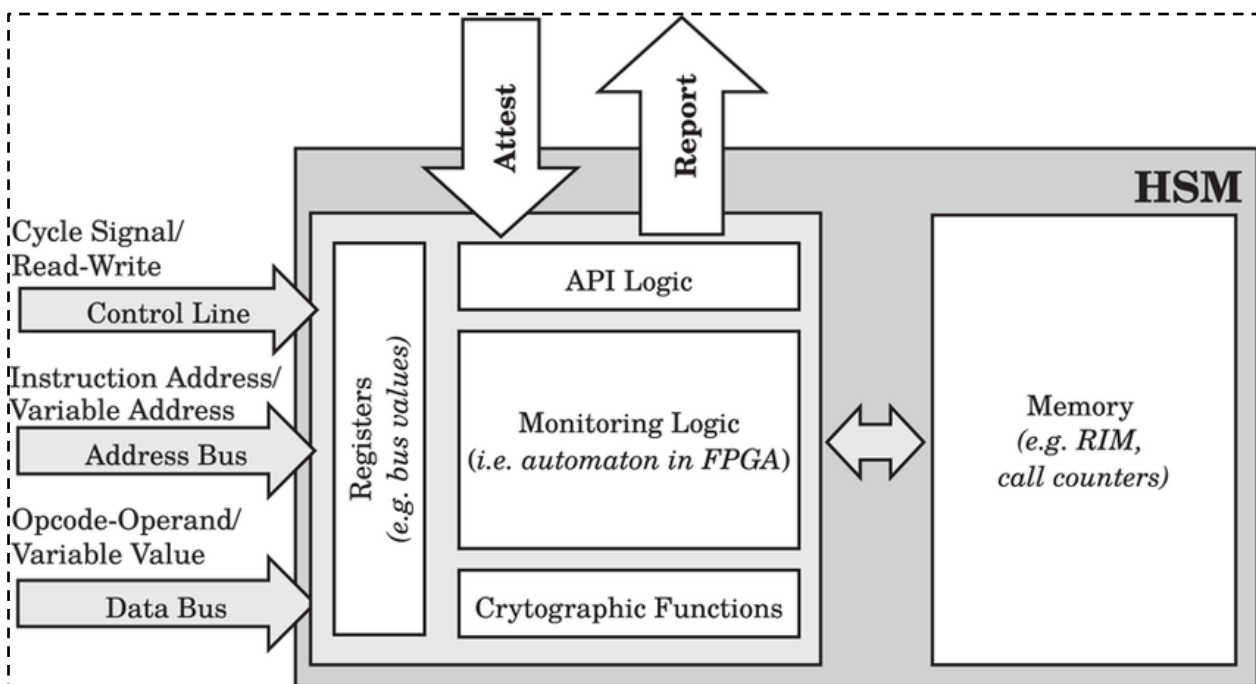 Attest
Report
HSM
Cycle Signal/
Read-Write
Control Line
Instruction Address/
Variable Address
Address Bus
Opcode-Operand/
Variable Value
Data Bus
Registers
(e.g. bus values)
API Logic
Monitoring Logic
(i.e. automaton in FPGA)
Crytographic Functions
Memory
(e.g. RIM,
call counters)